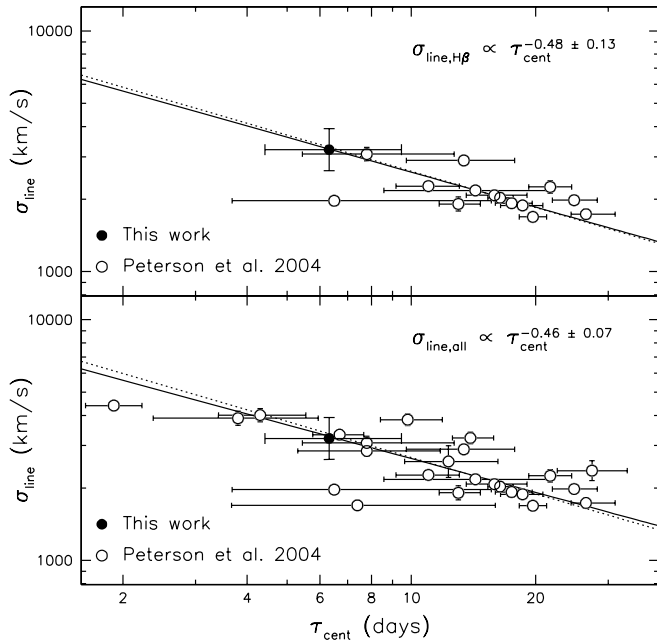 10000
σline,Hβ ∝ τcent^−0.48 ± 0.13
σline (km/s)
This work
Peterson et al. 2004
1000
10000
σline,all ∝ τcent^−0.46 ± 0.07
σline (km/s)
This work
Peterson et al. 2004
1000
2 4 6 8 10 20
τcent (days)